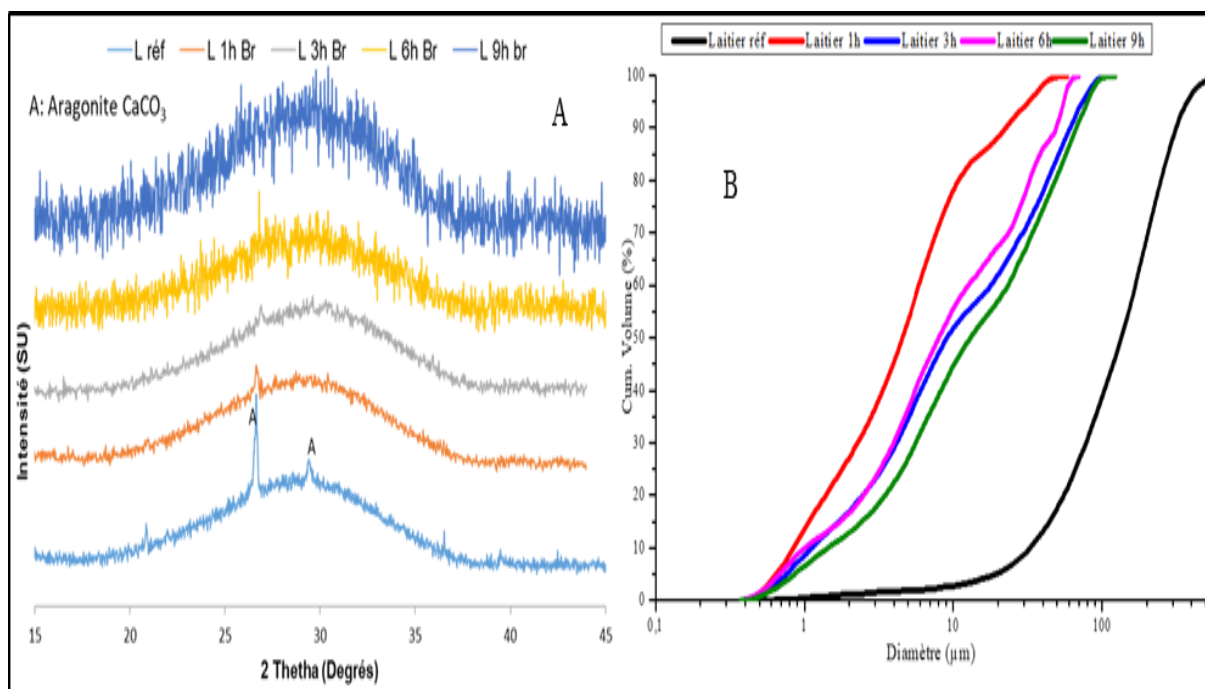 L réf L 1h Br L 3h Br L 6h Br L 9h br
A: Aragonite CaCO₃
A
A
A
Intensité (SU)
15 20 25 30 35 40 45
2 Thetha (Degrés)
Laitier réf Laitier 1h Laitier 3h Laitier 6h Laitier 9h
B
100
90
80
70
60
50
40
30
20
10
0
Cum. Volume (%)
0,1 1 10 100
Diamètre (µm)